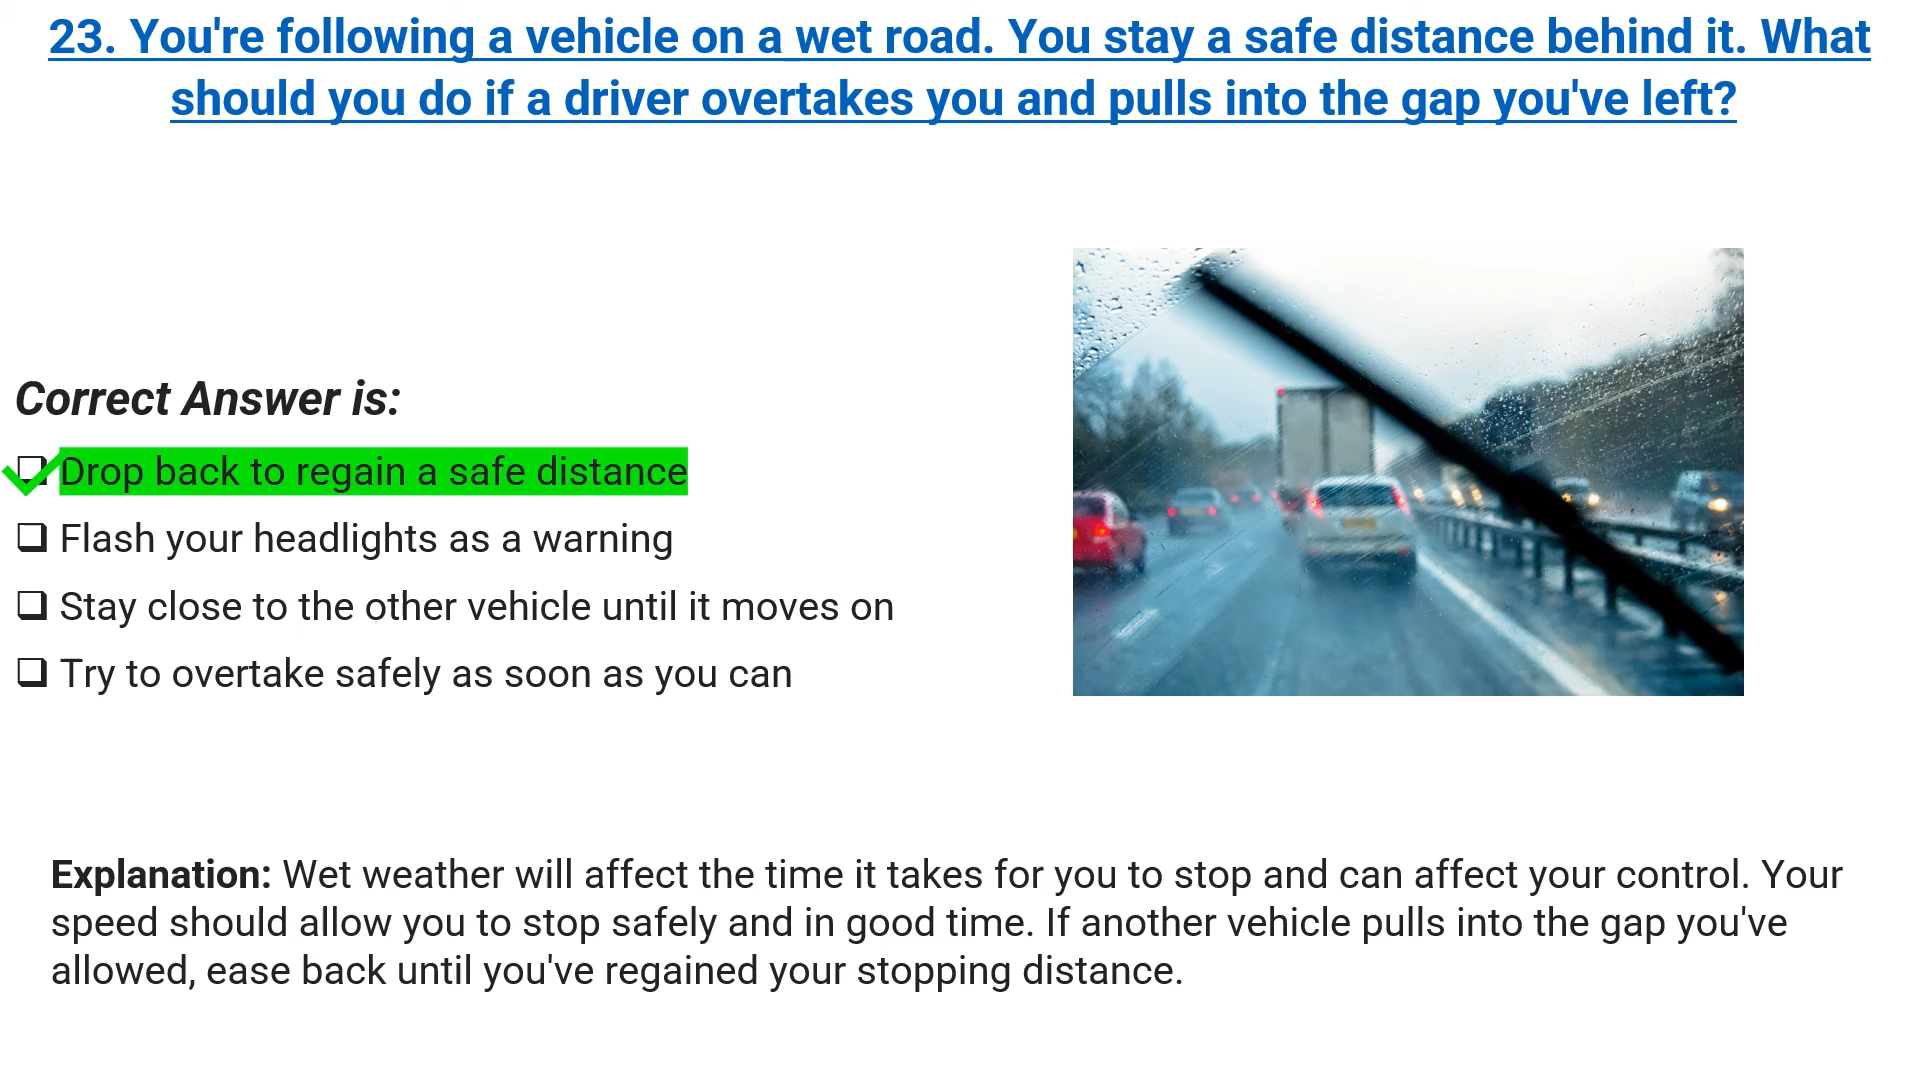 23. You're following a vehicle on a wet road. You stay a safe distance behind it. What
should you do if a driver overtakes you and pulls into the gap you've left?
Correct Answer is:
Drop back to regain a safe distance
Flash your headlights as a warning
Stay close to the other vehicle until it moves on
Try to overtake safely as soon as you can
Explanation: Wet weather will affect the time it takes for you to stop and can affect your control. Your
speed should allow you to stop safely and in good time. If another vehicle pulls into the gap you've
allowed, ease back until you've regained your stopping distance.